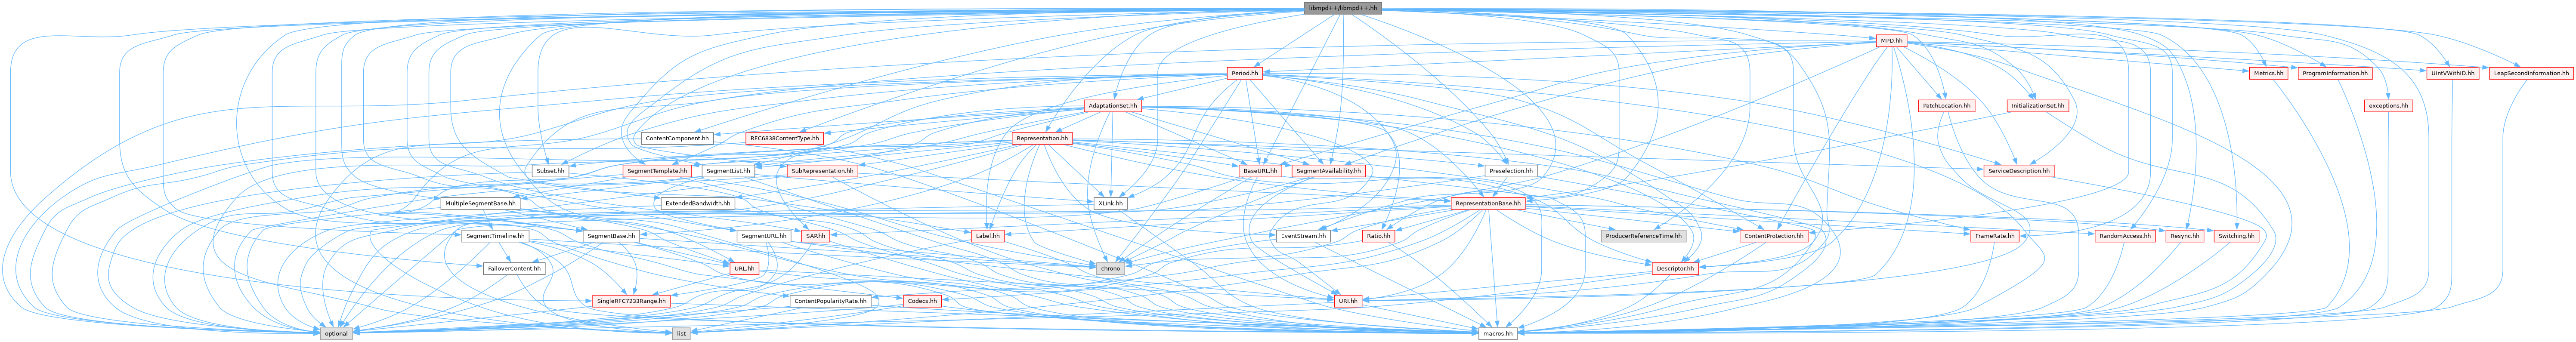 libmpd++/libmpd++.hh
MPD.hh
Period.hh
Metrics.hh
ProgramInformation.hh
UIntVWithID.hh
LeapSecondInformation.hh
AdaptationSet.hh
PatchLocation.hh
InitializationSet.hh
exceptions.hh
ContentComponent.hh
RFC6838ContentType.hh
Representation.hh
Subset.hh
SegmentTemplate.hh
SegmentList.hh
SubRepresentation.hh
BaseURL.hh
SegmentAvailability.hh
Preselection.hh
ServiceDescription.hh
MultipleSegmentBase.hh
ExtendedBandwidth.hh
XLink.hh
RepresentationBase.hh
SegmentTimeline.hh
SegmentBase.hh
SegmentURL.hh
SAP.hh
Label.hh
EventStream.hh
Ratio.hh
ProducerReferenceTime.hh
ContentProtection.hh
FrameRate.hh
RandomAccess.hh
Resync.hh
Switching.hh
FailoverContent.hh
URL.hh
chrono
Descriptor.hh
SingleRFC7233Range.hh
ContentPopularityRate.hh
Codecs.hh
URI.hh
optional
list
macros.hh